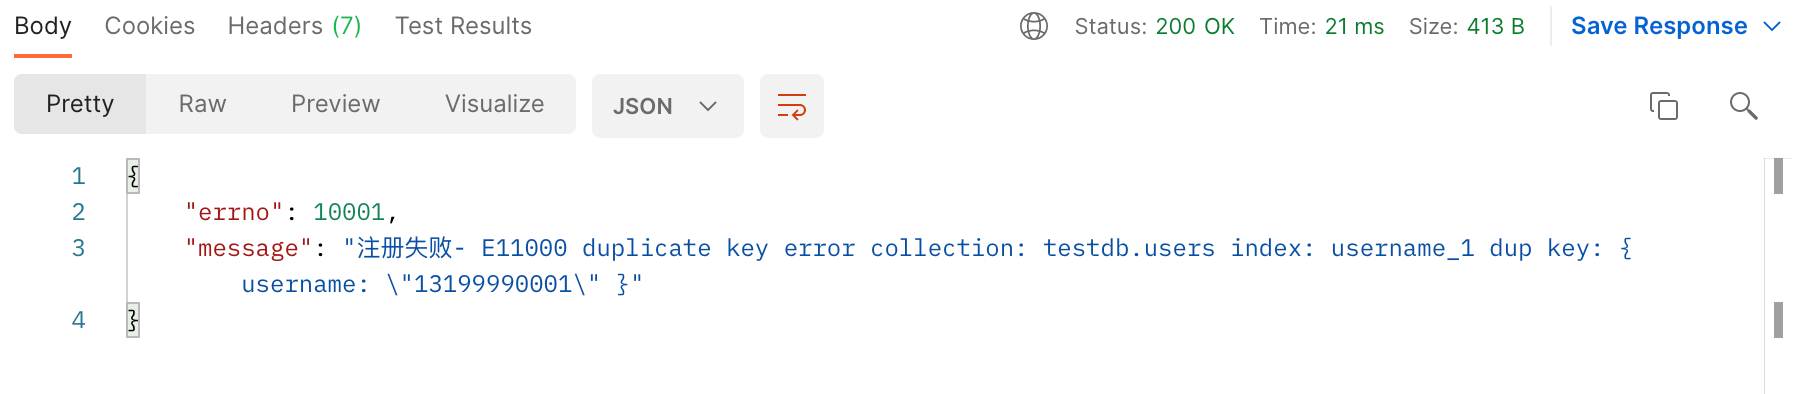 Body Cookies Headers (7) Test Results Status: 200 OK Time: 21 ms Size: 413 B Save Response
Pretty Raw Preview Visualize JSON
1 {
2 "errno": 10001,
3 "message": "注册失败- E11000 duplicate key error collection: testdb.users index: username_1 dup key: {
username: \"13199990001\" }"
4 }